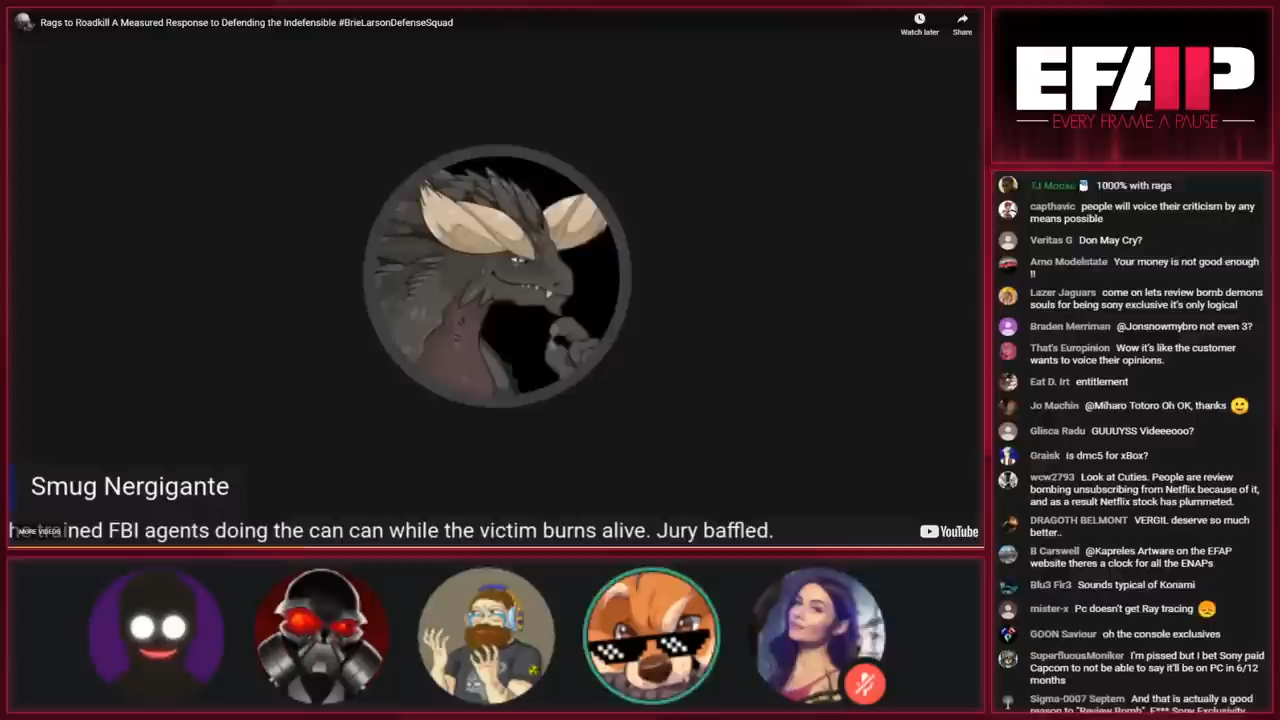 Rags to Roadkill A Measured Response to Defending the Indefensible #BrieLarsonDefenseSquad
Watch later
Share
Smug Nergigante
MORE VIDEOS
ned FBI agents doing the can can while the victim burns alive. Jury baffled.
YouTube
EFAP
EVERY FRAME A PAUSE
1000% with rags
capthavic people will voice their criticism by any
means possible
Veritas G Don May Cry?
Arno Modelstate Your money is not good enough
!!
Lazer Jaguars come on lets review bomb demons
souls for being sony exclusive it's only logical
Braden Merriman @Jonsnowmybro not even 3?
That's Europinion Wow it's like the customer
wants to voice their opinions.
Eat D. Irt entitlement
Jo Machin @Miharo Totoro Oh OK, thanks
Glisca Radu GUUUYSS Videeeooo?
Graisk is dmc5 for xBox?
wcw2793 Look at Cuties. People are review
bombing unsubscribing from Netflix because of it,
and as a result Netflix stock has plummeted.
DRAGOTH BELMONT VERGIL deserve so much
better..
B Carswell @Kapreles Artware on the EFAP
website theres a clock for all the ENAPs
Blu3 Fir3 Sounds typical of Konami
mister-x Pc doesn't get Ray tracing
GOON Saviour oh the console exclusives
SuperfluousMoniker I'm pissed but I bet Sony paid
Capcom to not be able to say it'll be on PC in 6/12
months
Sigma-0007 Septem And that is actually a good
reason to "Review Bomb". F*** Sony Exclusivity